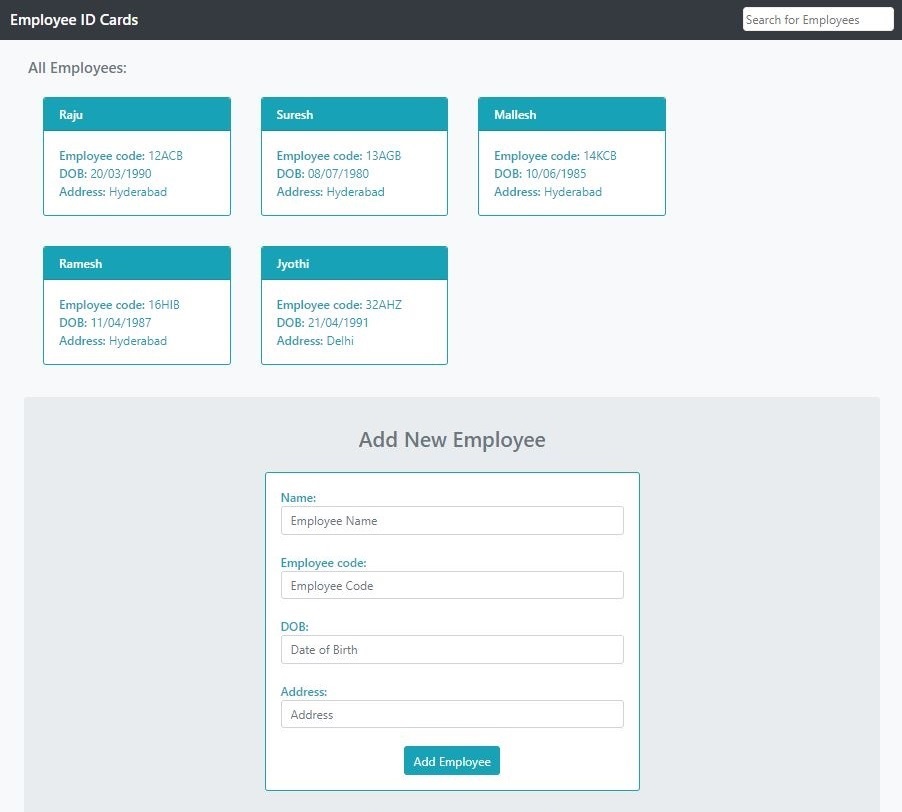 Employee ID Cards
Search for Employees
All Employees:
Raju
Employee code: 12ACB
DOB: 20/03/1990
Address: Hyderabad
Suresh
Employee code: 13AGB
DOB: 08/07/1980
Address: Hyderabad
Mallesh
Employee code: 14KCB
DOB: 10/06/1985
Address: Hyderabad
Ramesh
Employee code: 16HIB
DOB: 11/04/1987
Address: Hyderabad
Jyothi
Employee code: 32AHZ
DOB: 21/04/1991
Address: Delhi
Add New Employee
Name:
Employee Name
Employee code:
Employee Code
DOB:
Date of Birth
Address:
Address
Add Employee